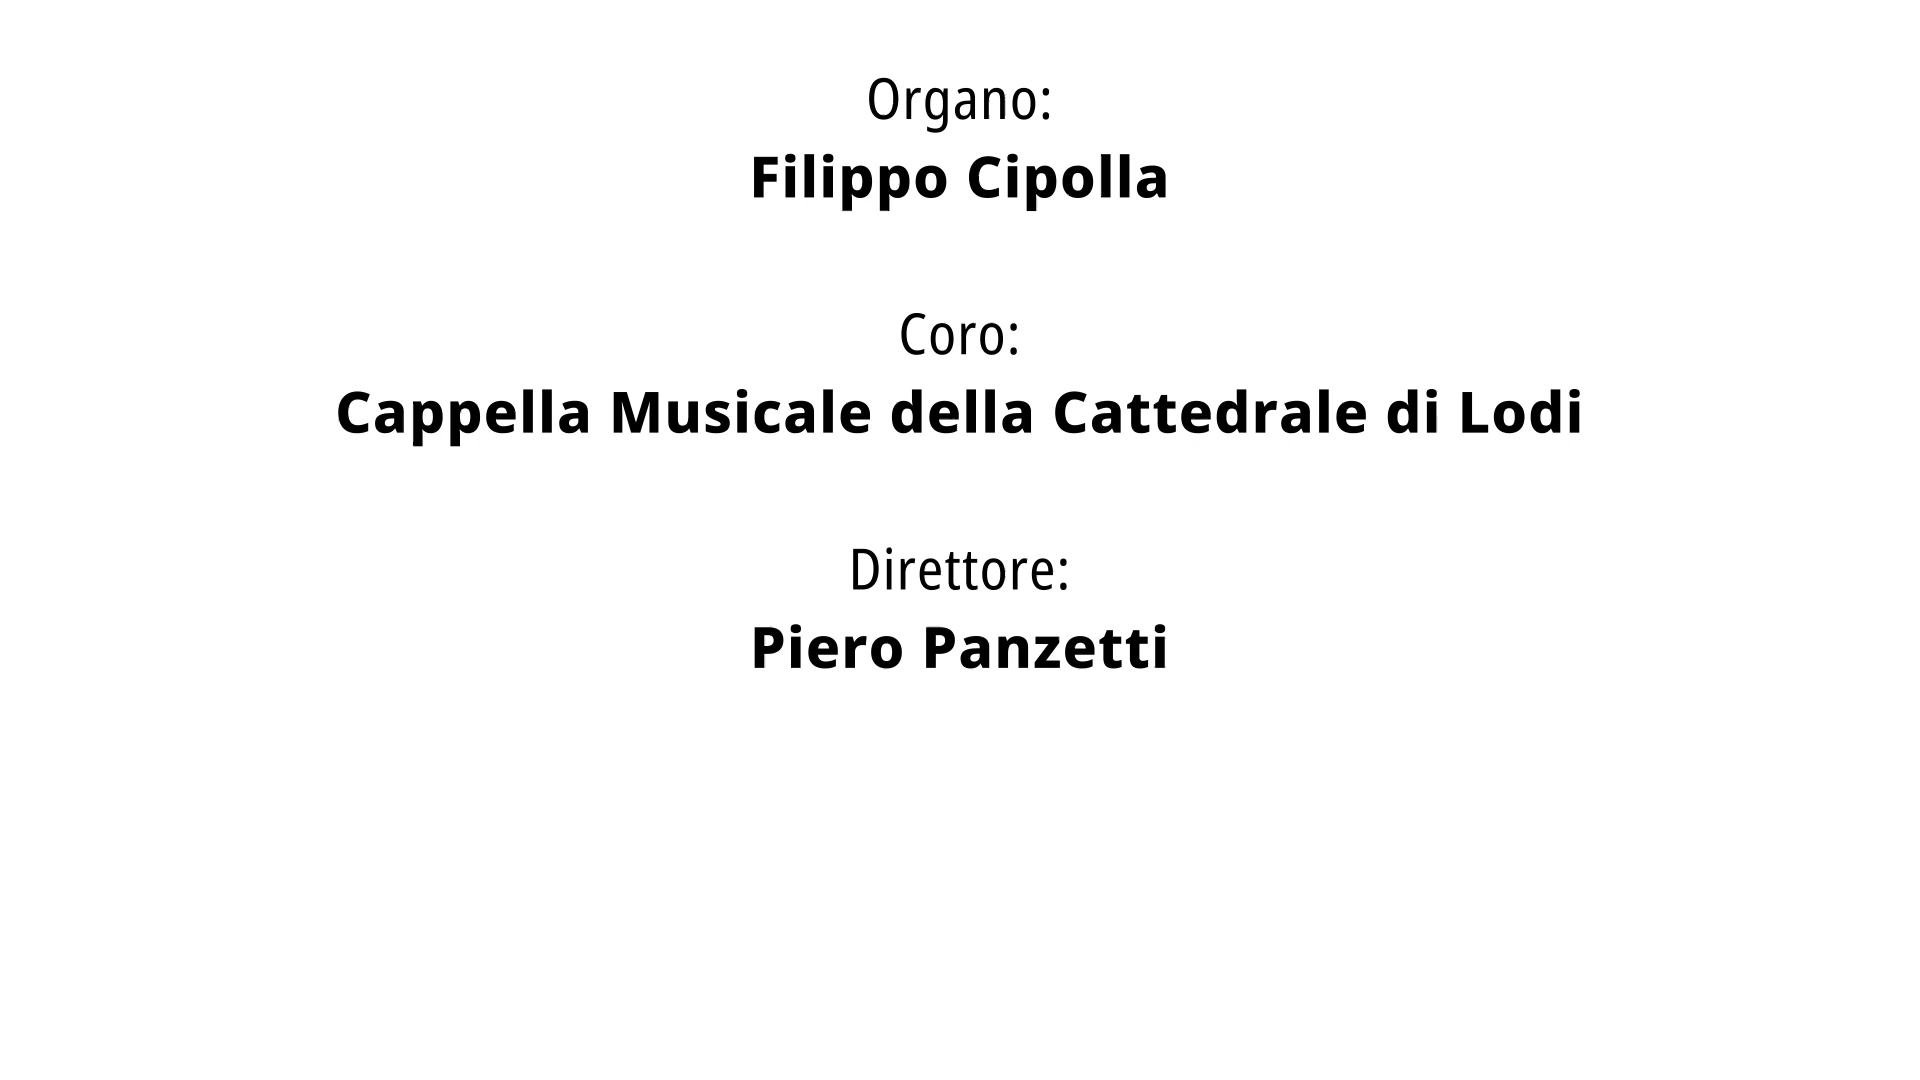 Organo:
Filippo Cipolla
Coro:
Cappella Musicale della Cattedrale di Lodi
Direttore:
Piero Panzetti